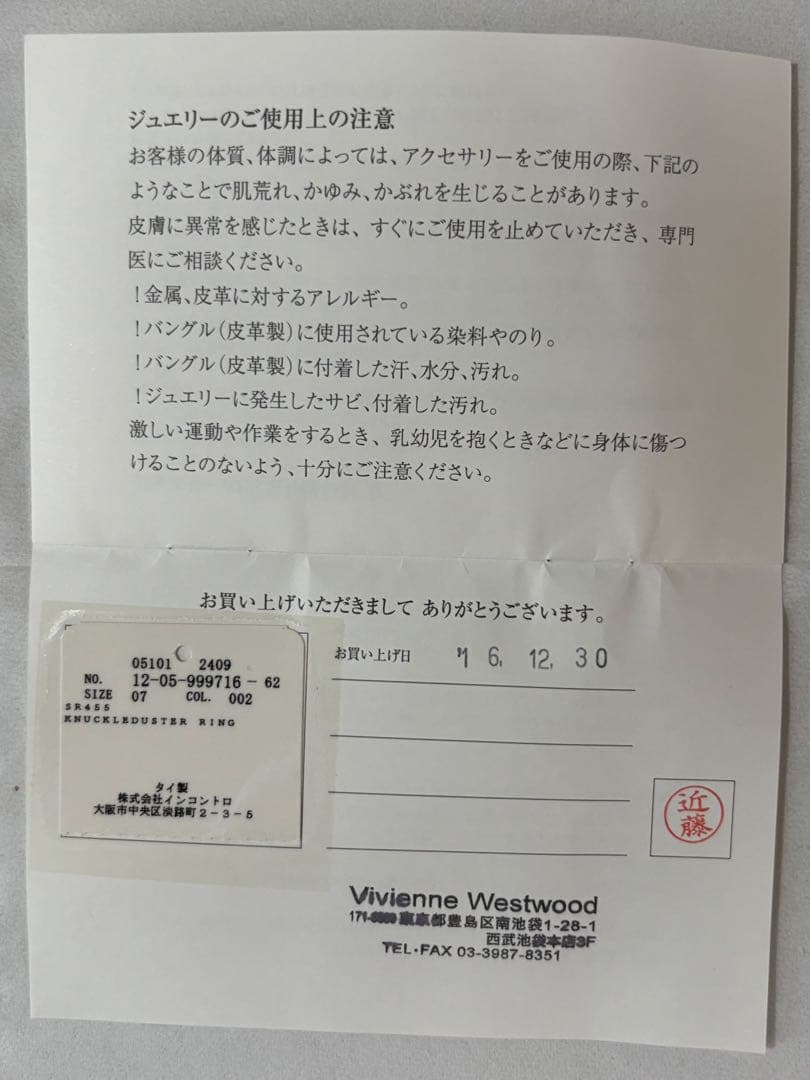 ジュエリーのご使用上の注意
お客様の体質、体調によっては、アクセサリーをご使用の際、下記の
ようなことで肌荒れ、かゆみ、かぶれを生じることがあります。
皮膚に異常を感じたときは、すぐにご使用を止めていただき、専門
医にご相談ください。
！金属、皮革に対するアレルギー。
！バングル（皮革製）に使用されている染料やのり。
！バングル（皮革製）に付着した汗、水分、汚れ。
！ジュエリーに発生したサビ、付着した汚れ。
激しい運動や作業をするとき、乳幼児を抱くときなどに身体に傷つ
けることのないよう、十分にご注意ください。
お買い上げいただきまして ありがとうございます。
05101 2409
NO. 12-05-999716-62
SIZE 07 COL. 002
SR455
KNUCKLEDUSTER RING
タイ製
株式会社インコントロ
大阪市中央区淡路町2-3-5
お買い上げ日 '16. 12. 30
近藤
Vivienne Westwood
東京都豊島区南池袋1-28-1
西武池袋本店3F
TEL・FAX 03-3987-8351